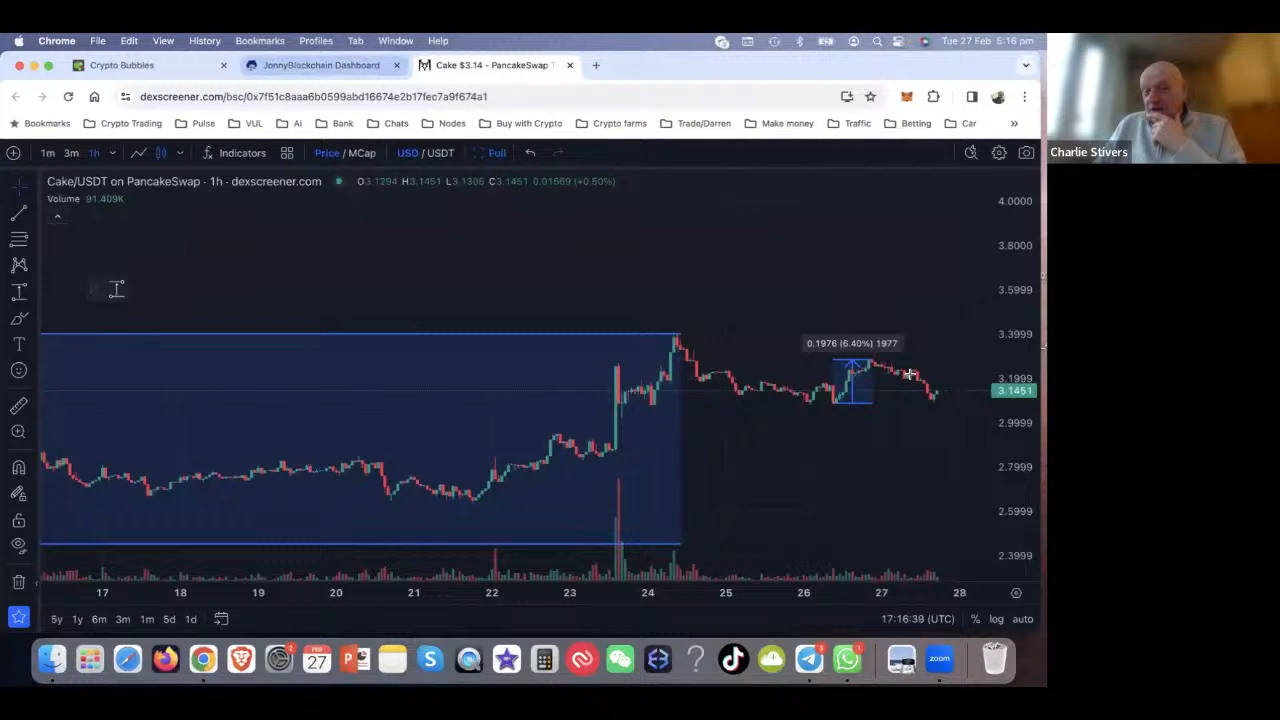 Chrome File Edit View History Bookmarks Profiles Tab Window Help Tue 27 Feb 5:16 pm
Crypto Bubbles JonnyBlockchain Dashboard Cake $3.14 - PancakeSwap
dexscreener.com/bsc/0x7f51c8aaa6b0599abd16674e2b17fec7a9f674a1
Bookmarks Crypto Trading Pulse VUL Ai Bank Chats Nodes Buy with Crypto Crypto farms Trade/Darren Make money Traffic Betting Car »
Charlie Stivers
1m 3m 1h Indicators Price / MCap USD / USDT Full
Cake/USDT on PancakeSwap · 1h · dexscreener.com O3.1294 H3.1451 L3.1305 C3.1451 0.01569 (+0.50%)
Volume 91.409K
4.0000
3.8000
3.5999
3.3999
0.1976 (6.40%) 1977
3.1999
3.1451
2.9999
2.7999
2.5999
2.3999
17 18 19 20 21 22 23 24 25 26 27 28
5y 1y 6m 3m 1m 5d 1d 17:16:39 (UTC) % log auto
FEB
27
zoom